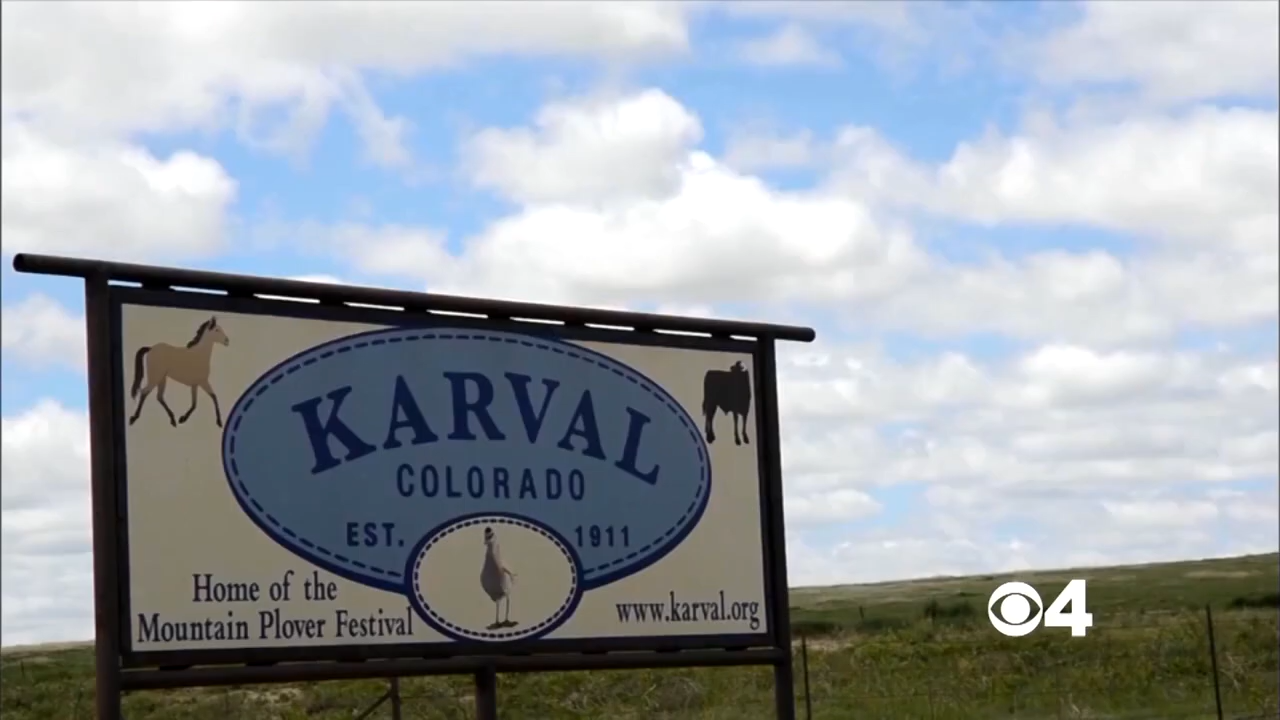 KARVAL
COLORADO
EST. 1911
Home of the
Mountain Plover Festival
www.karval.org
4